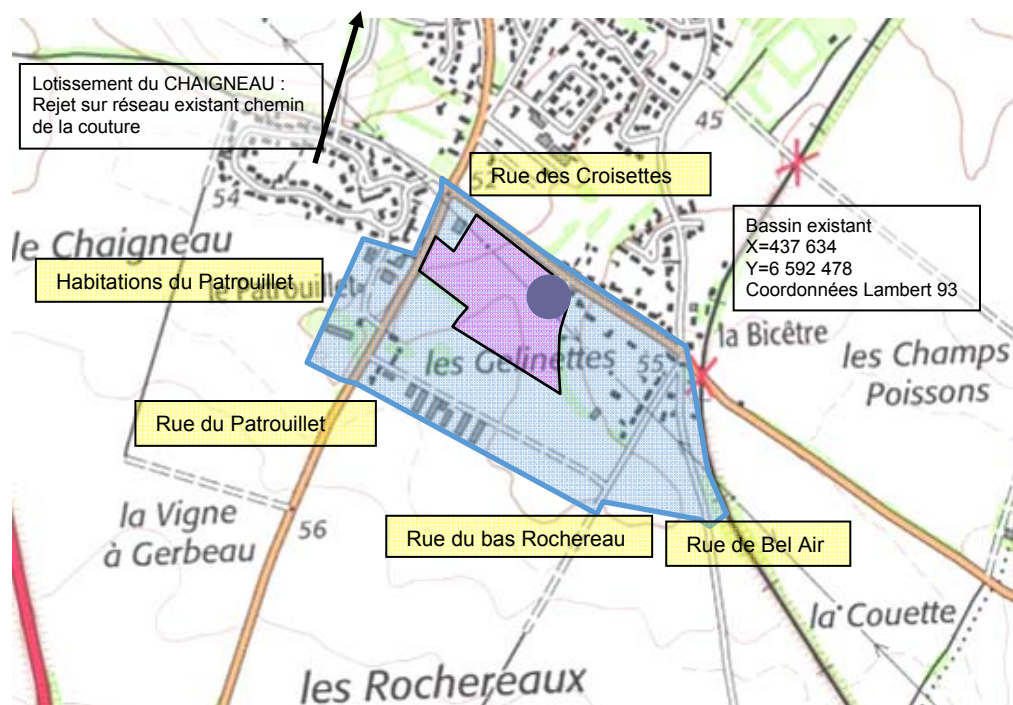 Lotissement du CHAIGNEAU :
Rejet sur réseau existant chemin
de la couture
45
52
Rue des Croisettes
54
le Chaigneau
Habitations du Patrouillet
le Patrouillet
Bassin existant
X=437 634
Y=6 592 478
Coordonnées Lambert 93
la Bicêtre
les Gelinettes
55
les Champs
Poissons
Rue du Patrouillet
la Vigne
à Gerbeau
56
Rue du bas Rochereau
Rue de Bel Air
la Couette
les Rochereaux